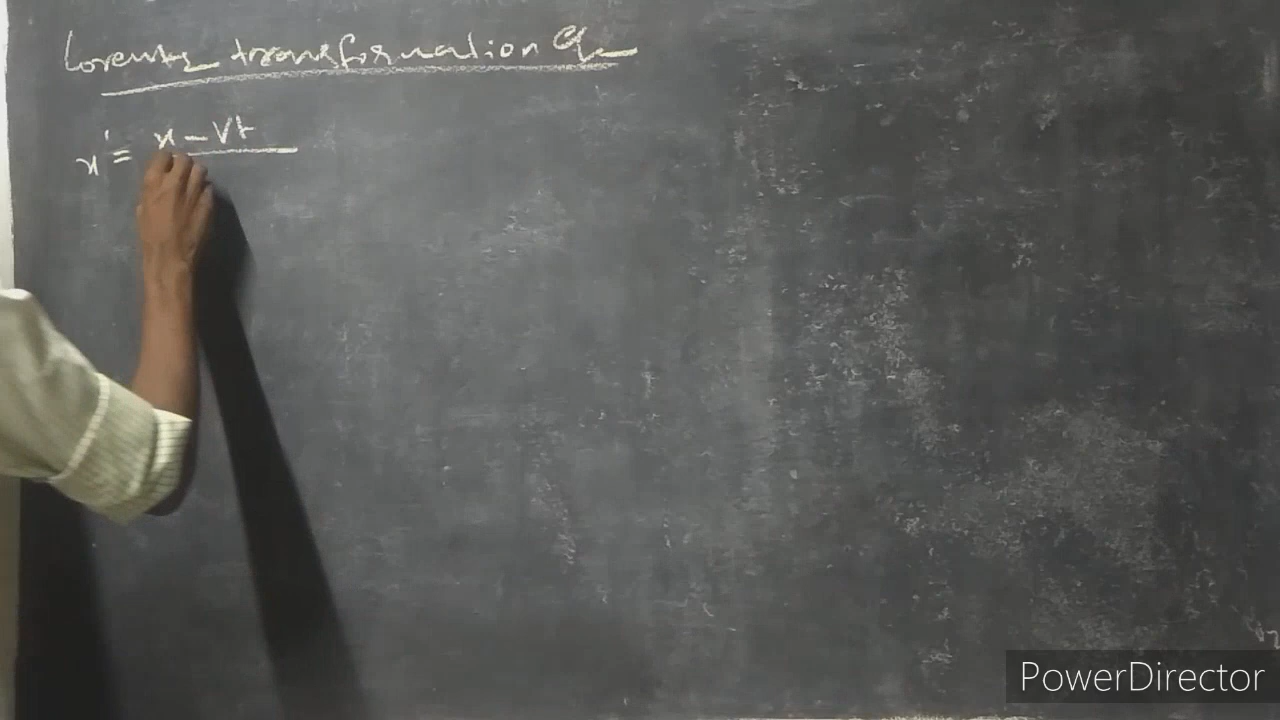 Lorentz transformation Eq
x' = x - Vt
PowerDirector